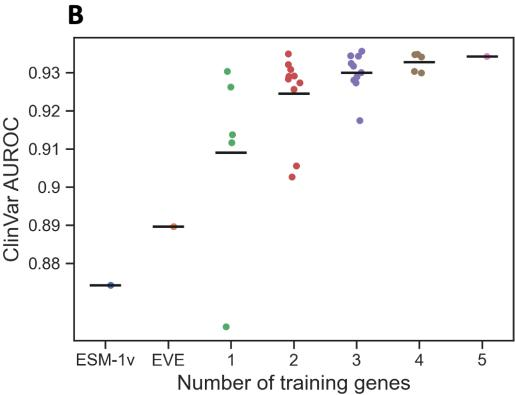 B
ClinVar AUROC
0.93
0.92
0.91
0.9
0.89
0.88
ESM-1v EVE 1 2 3 4 5
Number of training genes